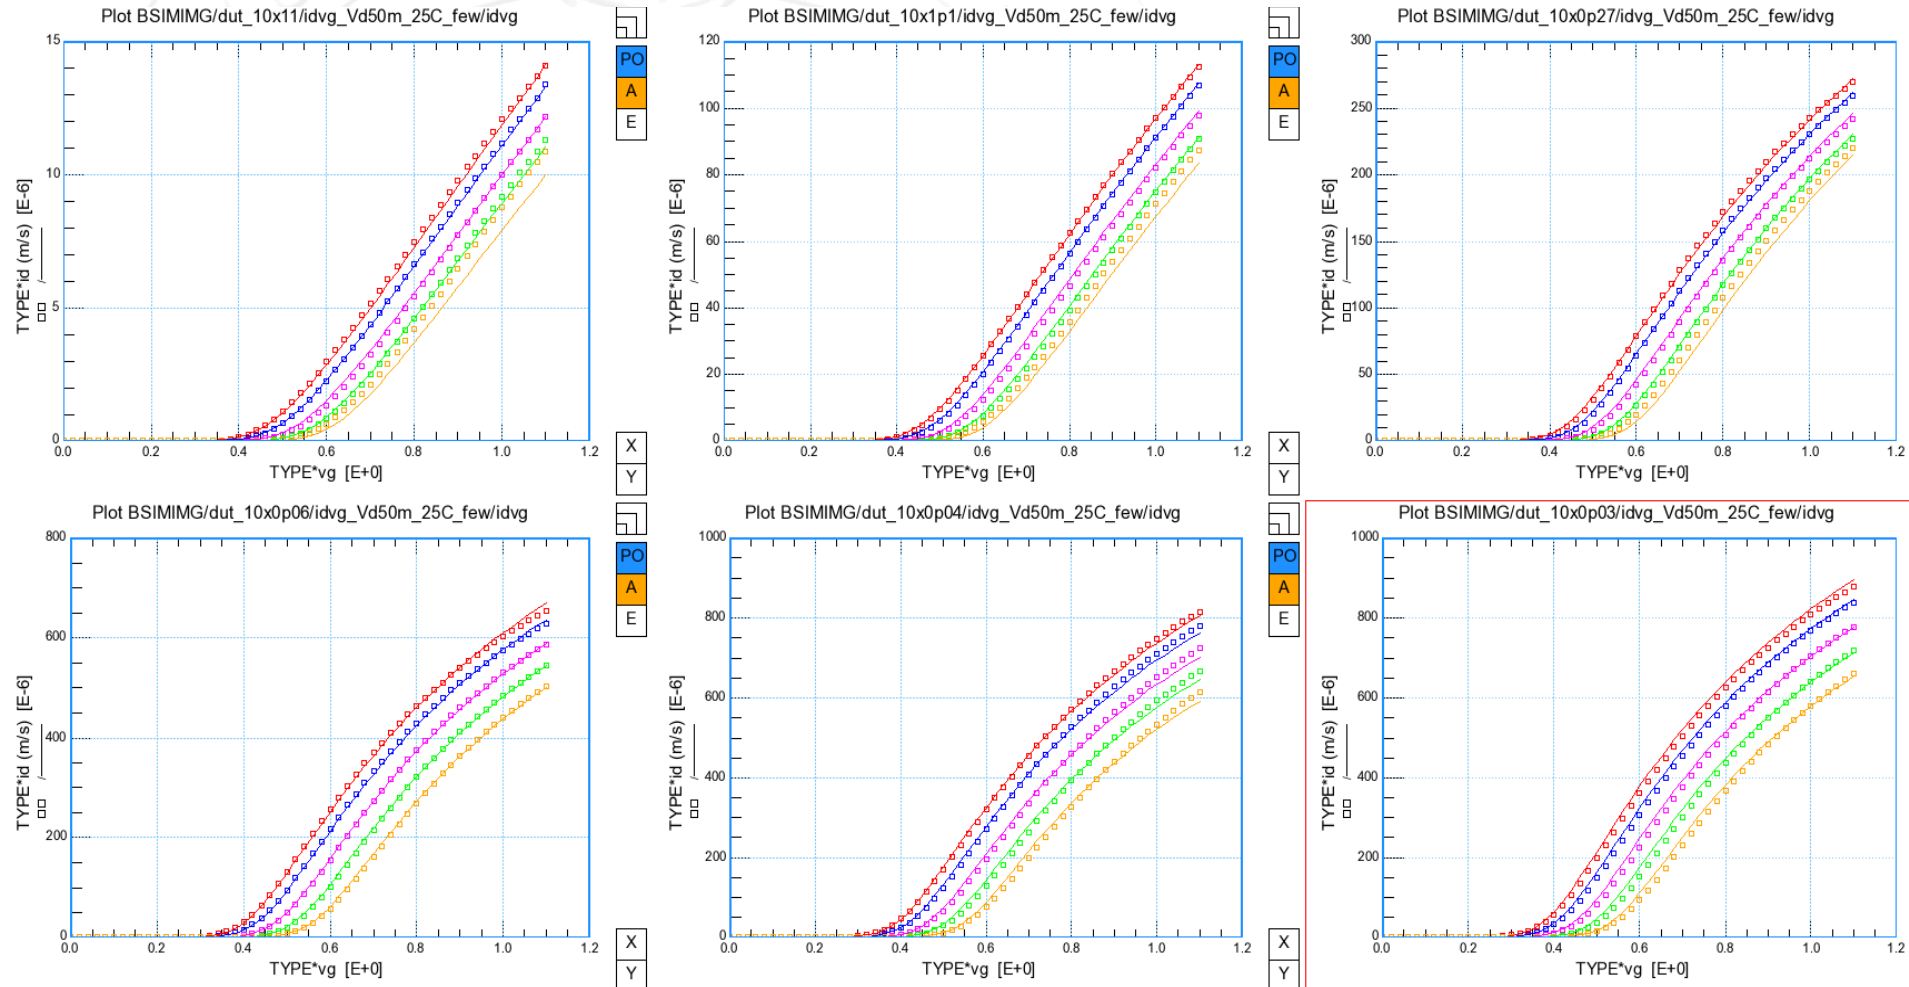 Plot BSIMIMG/dut_10x11/idvg_Vd50m_25C_few/idvg
15
10
5
0
0.0 0.2 0.4 0.6 0.8 1.0 1.2
TYPE*id (m/s) [E-6]
TYPE*vg [E+0]
PO
A
E
X
Y
Plot BSIMIMG/dut_10x1p1/idvg_Vd50m_25C_few/idvg
120
100
80
60
40
20
0
0.0 0.2 0.4 0.6 0.8 1.0 1.2
TYPE*id (m/s) [E-6]
TYPE*vg [E+0]
PO
A
E
X
Y
Plot BSIMIMG/dut_10x0p27/idvg_Vd50m_25C_few/idvg
300
250
200
150
100
50
0
0.0 0.2 0.4 0.6 0.8 1.0 1.2
TYPE*id (m/s) [E-6]
TYPE*vg [E+0]
Plot BSIMIMG/dut_10x0p06/idvg_Vd50m_25C_few/idvg
800
600
400
200
0
0.0 0.2 0.4 0.6 0.8 1.0 1.2
TYPE*id (m/s) [E-6]
TYPE*vg [E+0]
PO
A
E
X
Y
Plot BSIMIMG/dut_10x0p04/idvg_Vd50m_25C_few/idvg
1000
800
600
400
200
0
0.0 0.2 0.4 0.6 0.8 1.0 1.2
TYPE*id (m/s) [E-6]
TYPE*vg [E+0]
PO
A
E
X
Y
Plot BSIMIMG/dut_10x0p03/idvg_Vd50m_25C_few/idvg
1000
800
600
400
200
0
0.0 0.2 0.4 0.6 0.8 1.0 1.2
TYPE*id (m/s) [E-6]
TYPE*vg [E+0]